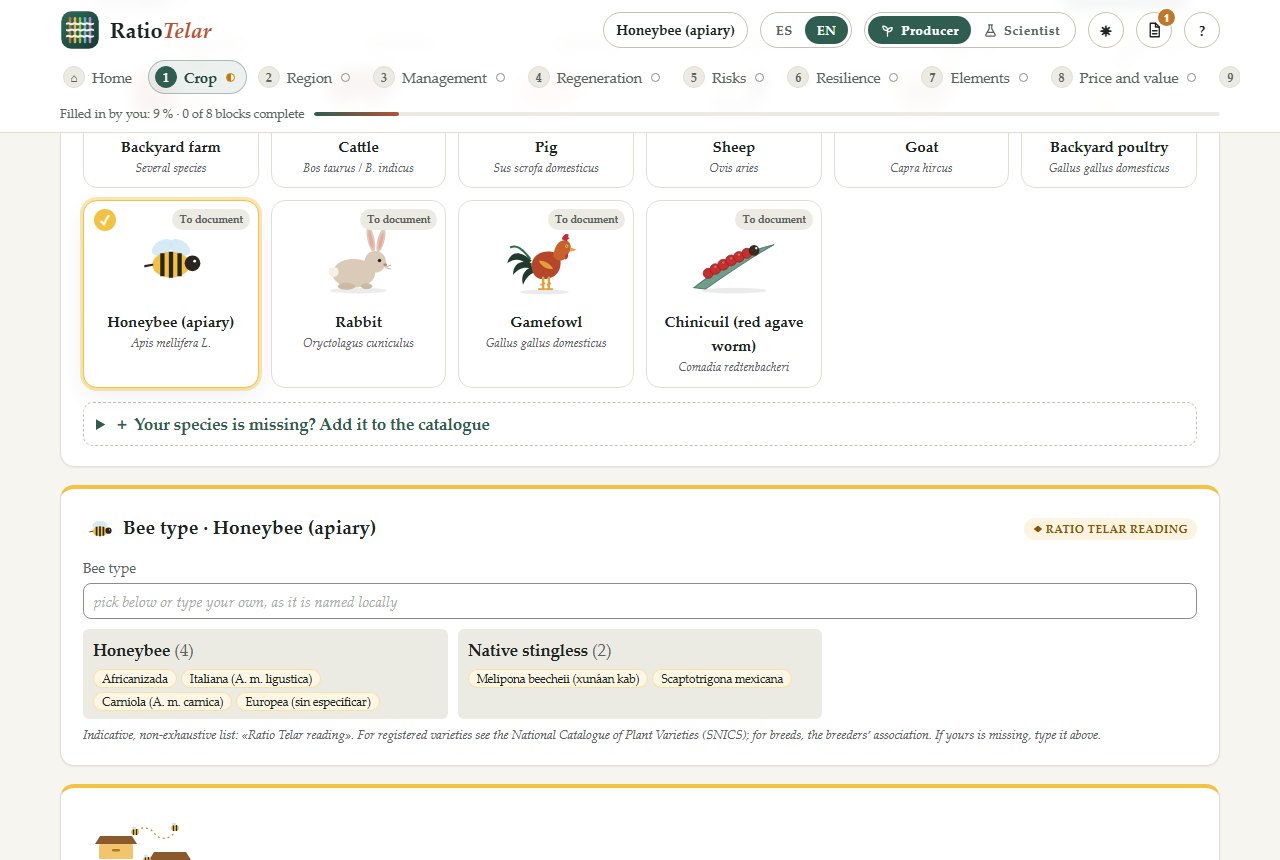 RatioTelar
Honeybee (apiary)
ES EN
Producer Scientist
1
?
Home
1 Crop
2 Region
3 Management
4 Regeneration
5 Risks
6 Resilience
7 Elements
8 Price and value
9
Filled in by you: 9 % · 0 of 8 blocks complete
Backyard farm
Several species
Cattle
Bos taurus / B. indicus
Pig
Sus scrofa domesticus
Sheep
Ovis aries
Goat
Capra hircus
Backyard poultry
Gallus gallus domesticus
To document
Honeybee (apiary)
Apis mellifera L.
To document
Rabbit
Oryctolagus cuniculus
To document
Gamefowl
Gallus gallus domesticus
To document
Chinicuil (red agave
worm)
Comadia redtenbacheri
+ Your species is missing? Add it to the catalogue
Bee type · Honeybee (apiary)
◆ RATIO TELAR READING
Bee type
pick below or type your own, as it is named locally
Honeybee (4)
Africanizada Italiana (A. m. ligustica)
Carniola (A. m. carnica) Europea (sin especificar)
Native stingless (2)
Melipona beecheii (xunáan kab) Scaptotrigona mexicana
Indicative, non-exhaustive list: «Ratio Telar reading». For registered varieties see the National Catalogue of Plant Varieties (SNICS); for breeds, the breeders' association. If yours is missing, type it above.